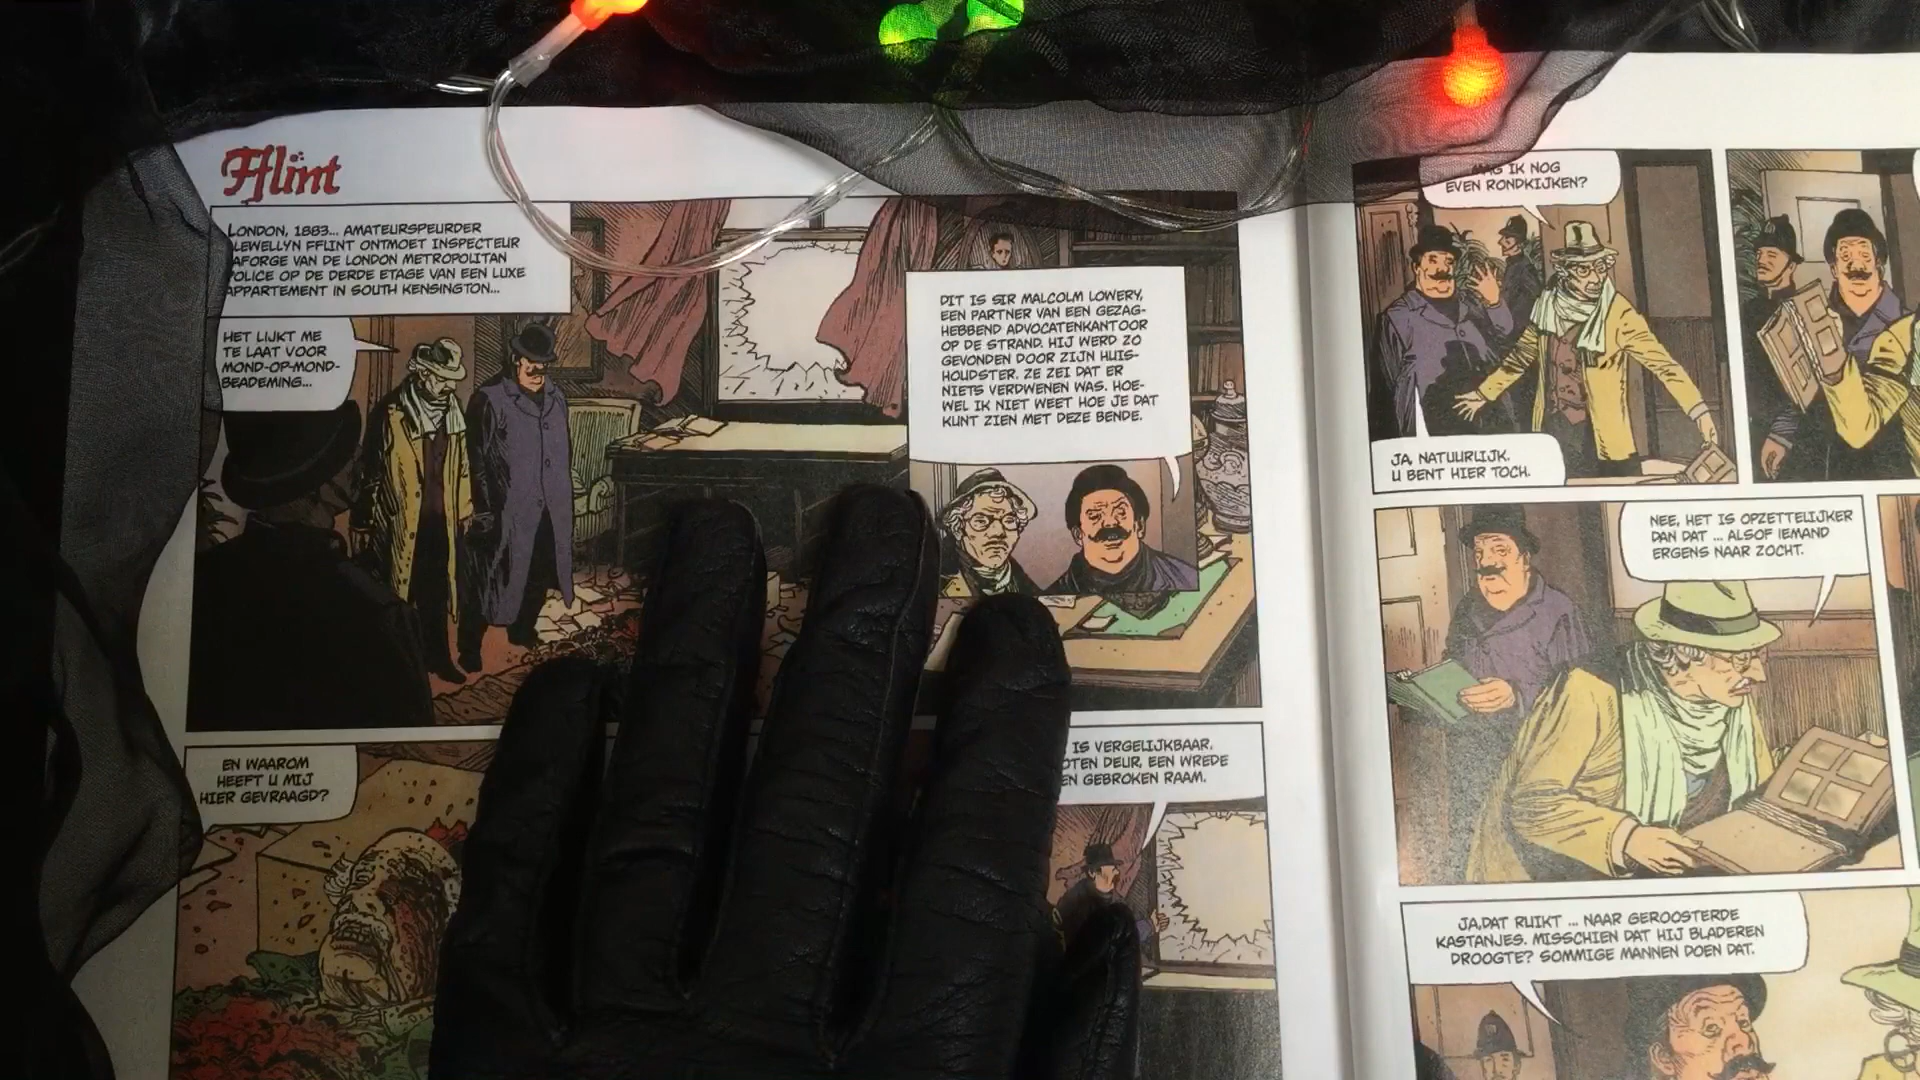 Fflint
LONDON, 1883... AMATEURSPEURDER
LLEWELLYN FFLINT ONTMOET INSPECTEUR
LAFORGE VAN DE LONDON METROPOLITAN
POLICE OP DE DERDE ETAGE VAN EEN LUXE
APPARTEMENT IN SOUTH KENSINGTON...
HET LIJKT ME
TE LAAT VOOR
MOND-OP-MOND-
BEADEMING...
DIT IS SIR MALCOLM LOWERY,
EEN PARTNER VAN EEN GEZAG-
HEBBEND ADVOCATENKANTOOR
OP DE STRAND. HIJ WERD ZO
GEVONDEN DOOR ZIJN HUIS-
HOUDSTER. ZE ZEI DAT ER
NIETS VERDWENEN WAS. HOE-
WEL IK NIET WEET HOE JE DAT
KUNT ZIEN MET DEZE BENDE.
EN WAAROM
HEEFT U MIJ
HIER GEVRAAGD?
IS VERGELIJKBAAR.
DEUR, EEN WREDE
GEBROKEN RAAM.
MAG IK NOG
EVEN RONDKIJKEN?
JA, NATUURLIJK.
U BENT HIER TOCH.
NEE, HET IS OPZETTELIJKER
DAN DAT ... ALSOF IEMAND
ERGENS NAAR ZOCHT.
JA,DAT RUIKT ... NAAR GEROOSTERDE
KASTANJES. MISSCHIEN DAT HIJ BLADEREN
DROOGTE? SOMMIGE MANNEN DOEN DAT.